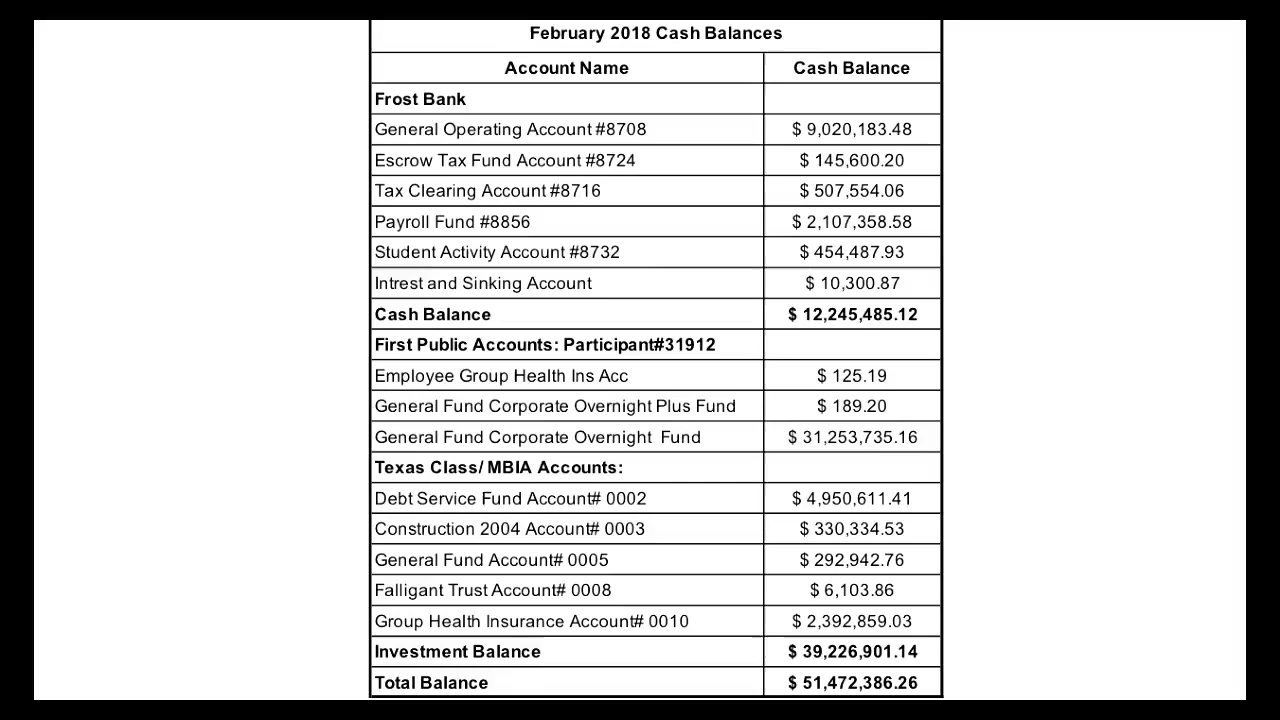 February 2018 Cash Balances
Account Name Cash Balance
Frost Bank
General Operating Account #8708 $ 9,020,183.48
Escrow Tax Fund Account #8724 $ 145,600.20
Tax Clearing Account #8716 $ 507,554.06
Payroll Fund #8856 $ 2,107,358.58
Student Activity Account #8732 $ 454,487.93
Intrest and Sinking Account $ 10,300.87
Cash Balance $ 12,245,485.12
First Public Accounts: Participant#31912
Employee Group Health Ins Acc $ 125.19
General Fund Corporate Overnight Plus Fund $ 189.20
General Fund Corporate Overnight Fund $ 31,253,735.16
Texas Class/ MBIA Accounts:
Debt Service Fund Account# 0002 $ 4,950,611.41
Construction 2004 Account# 0003 $ 330,334.53
General Fund Account# 0005 $ 292,942.76
Falligant Trust Account# 0008 $ 6,103.86
Group Health Insurance Account# 0010 $ 2,392,859.03
Investment Balance $ 39,226,901.14
Total Balance $ 51,472,386.26